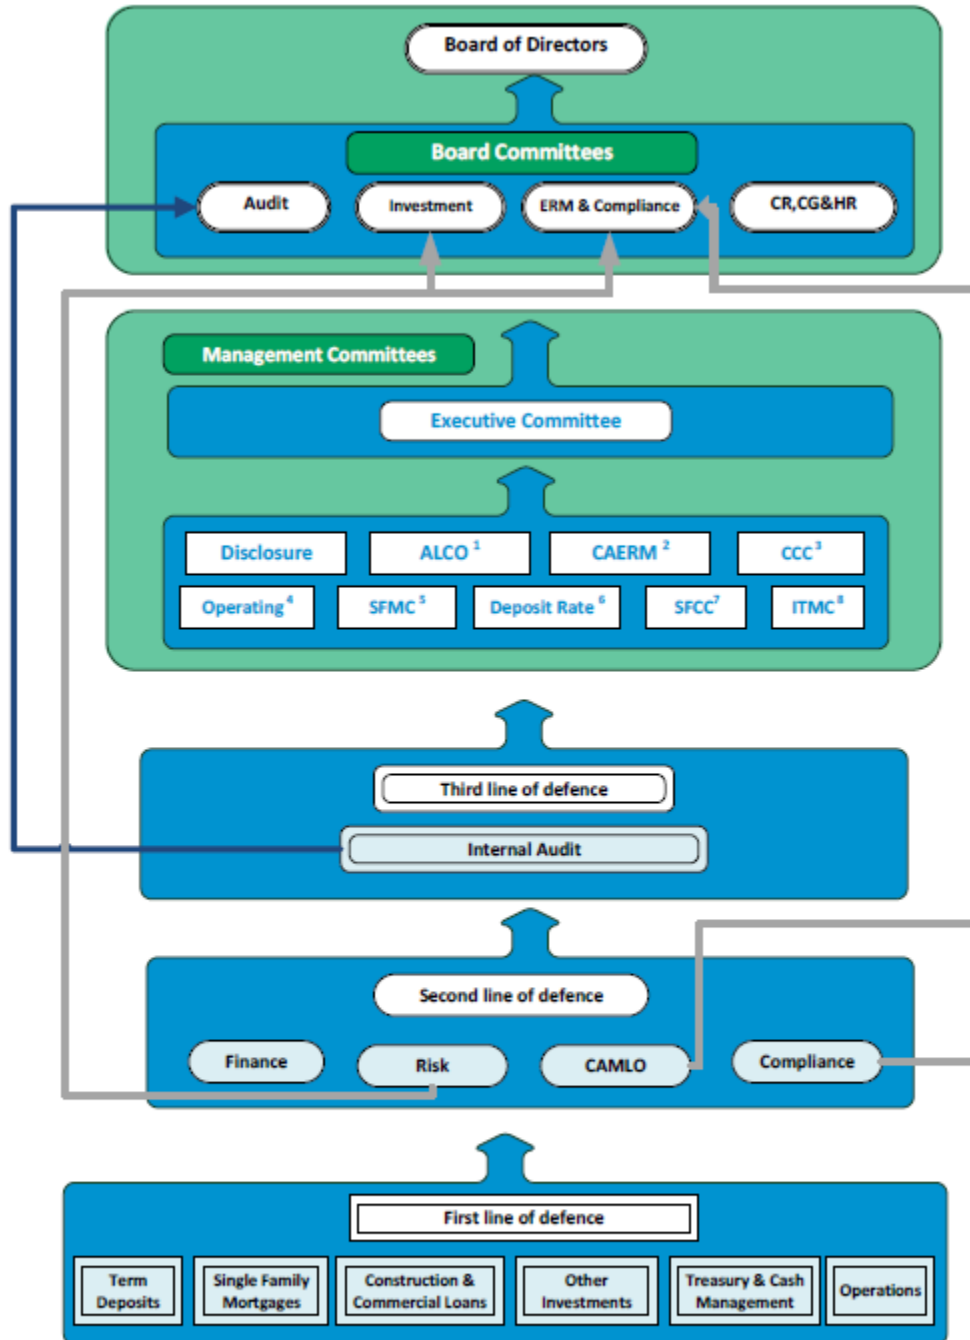 Board of Directors
Board Committees
Audit
Investment
ERM & Compliance
CR,CG&HR
Management Committees
Executive Committee
Disclosure
ALCO 1
CAERM 2
CCC 3
Operating 4
SFMC 5
Deposit Rate 6
SFCC 7
ITMC 8
Third line of defence
Internal Audit
Second line of defence
Finance
Risk
CAMLO
Compliance
First line of defence
Term
Deposits
Single Family
Mortgages
Construction &
Commercial Loans
Other
Investments
Treasury & Cash
Management
Operations